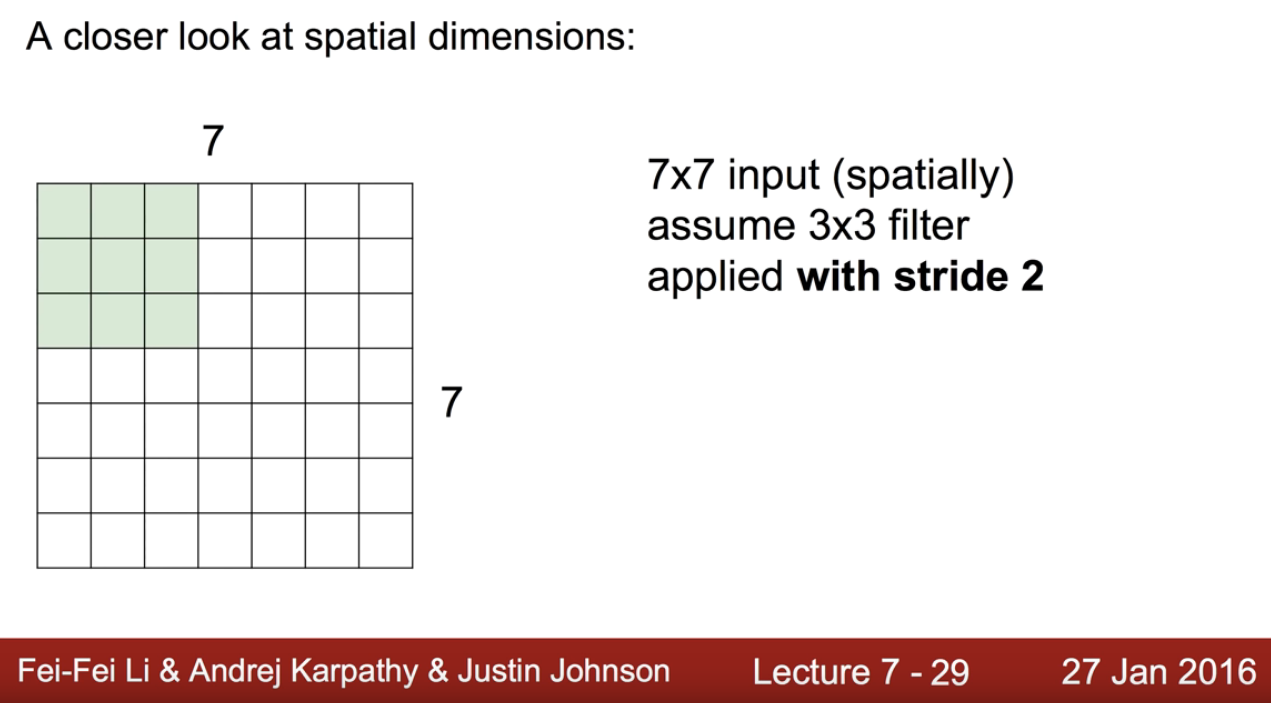 A closer look at spatial dimensions:
7
7x7 input (spatially)
assume 3x3 filter
applied with stride 2
7
Fei-Fei Li & Andrej Karpathy & Justin Johnson
Lecture 7 - 29
27 Jan 2016